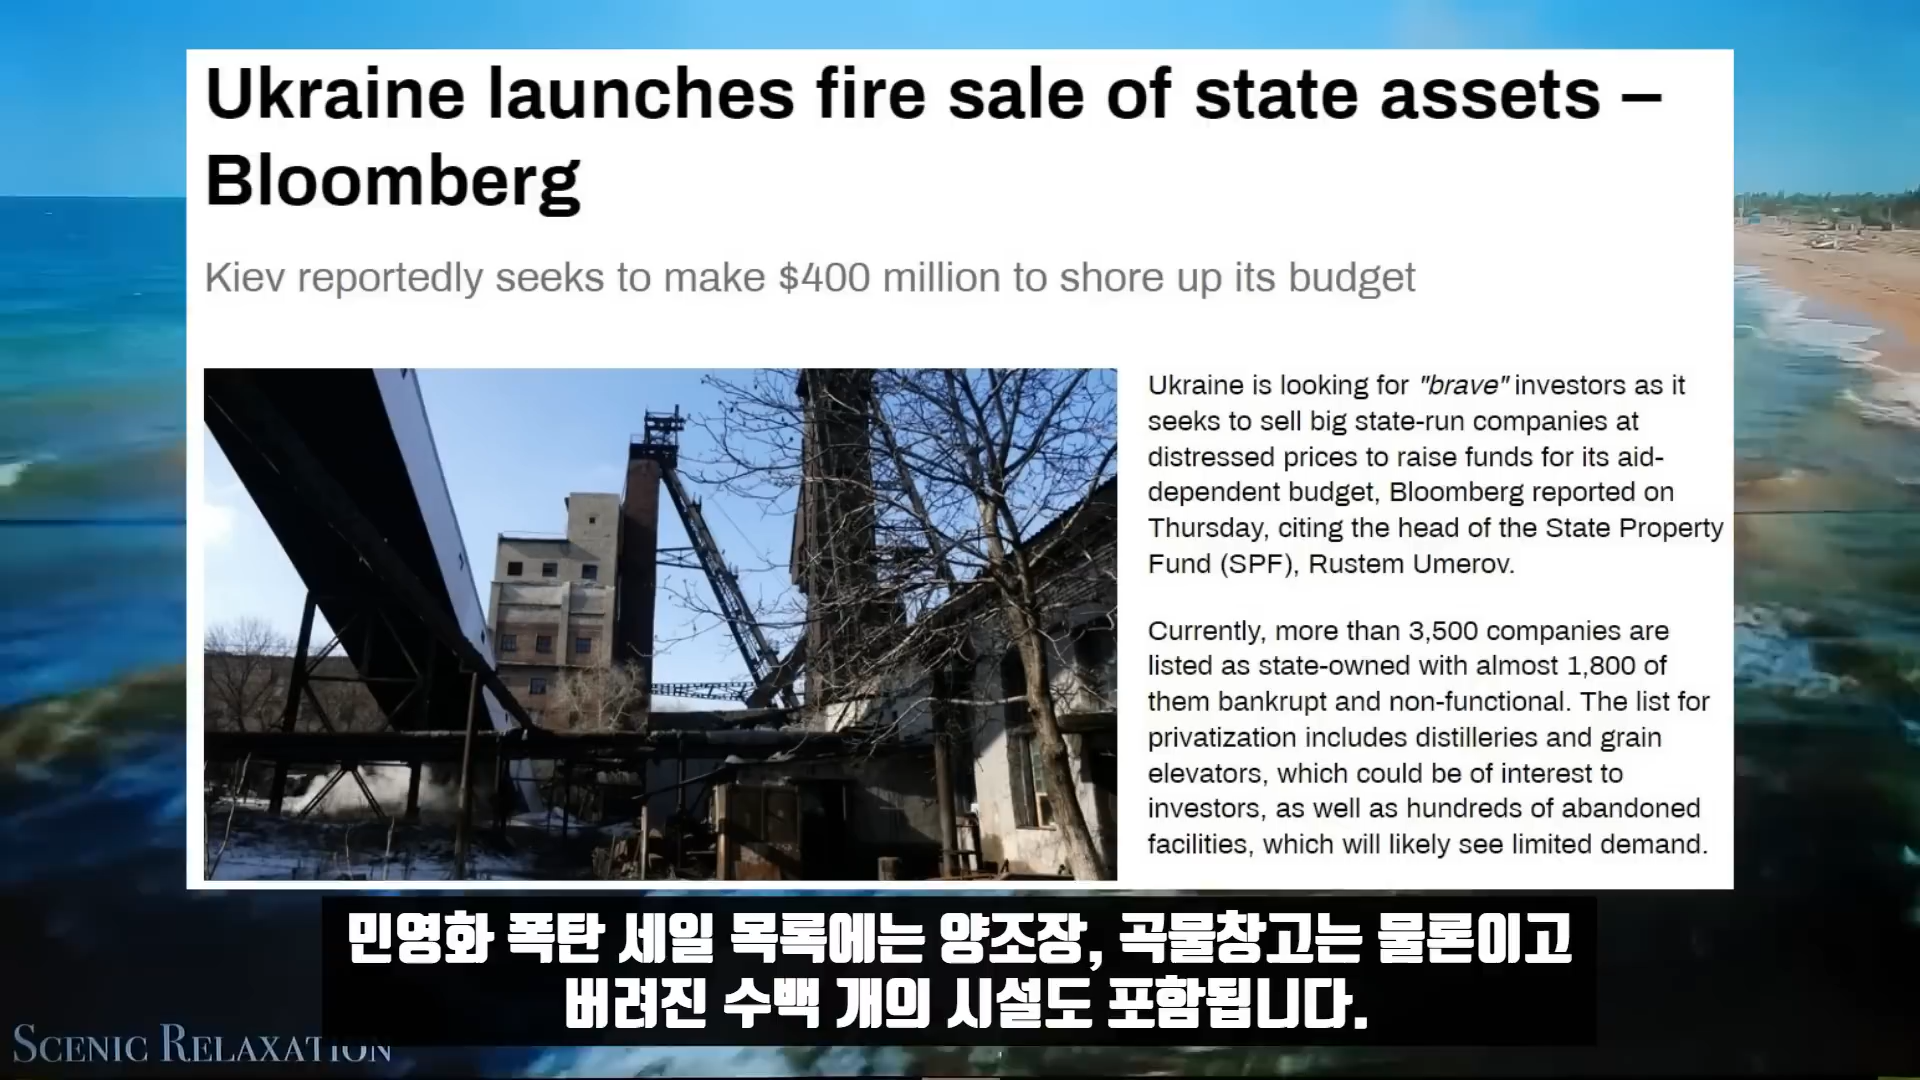 Ukraine launches fire sale of state assets –
Bloomberg
Kiev reportedly seeks to make $400 million to shore up its budget
Ukraine is looking for "brave" investors as it
seeks to sell big state-run companies at
distressed prices to raise funds for its aid-
dependent budget, Bloomberg reported on
Thursday, citing the head of the State Property
Fund (SPF), Rustem Umerov.
Currently, more than 3,500 companies are
listed as state-owned with almost 1,800 of
them bankrupt and non-functional. The list for
privatization includes distilleries and grain
elevators, which could be of interest to
investors, as well as hundreds of abandoned
facilities, which will likely see limited demand.
민영화 폭탄 세일 목록에는 양조장, 곡물창고는 물론이고
버려진 수백 개의 시설도 포함됩니다.
SCENIC RELAXATION